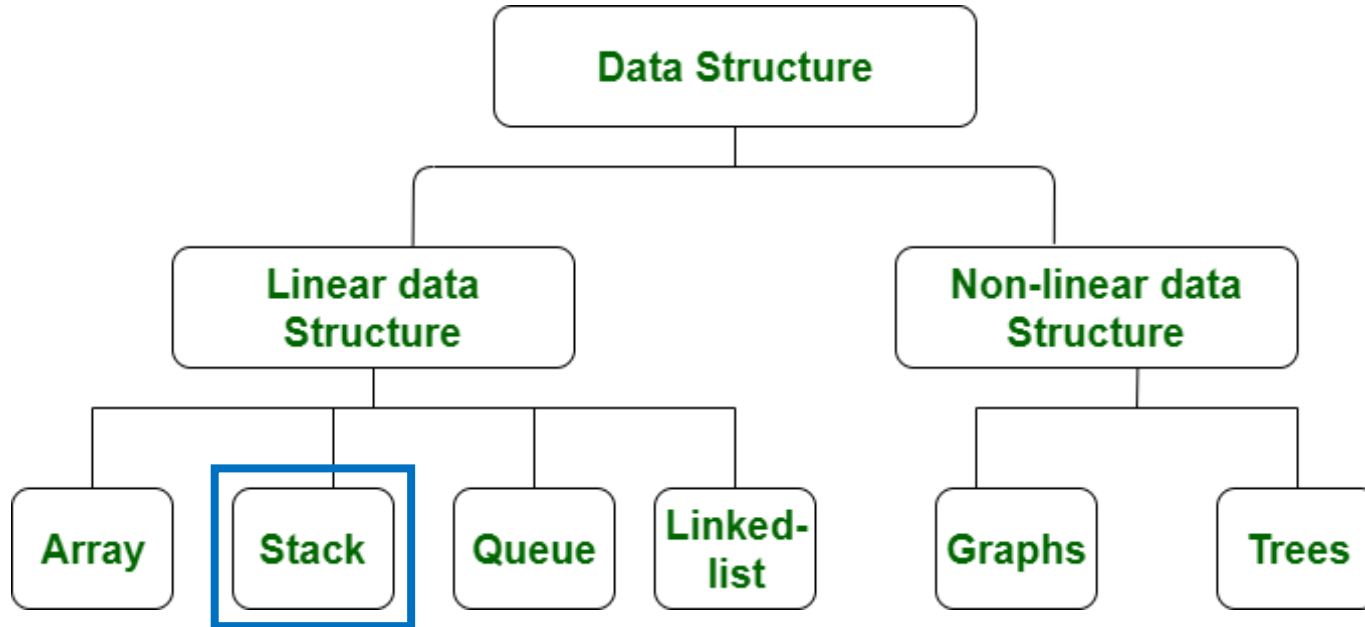 Data Structure
Linear data
Structure
Non-linear data
Structure
Array
Stack
Queue
Linked-
list
Graphs
Trees